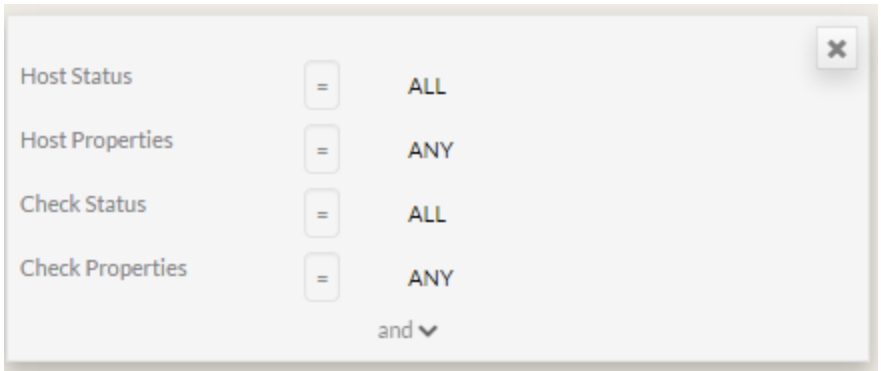 Host Status = ALL
Host Properties = ANY
Check Status = ALL
Check Properties = ANY
and